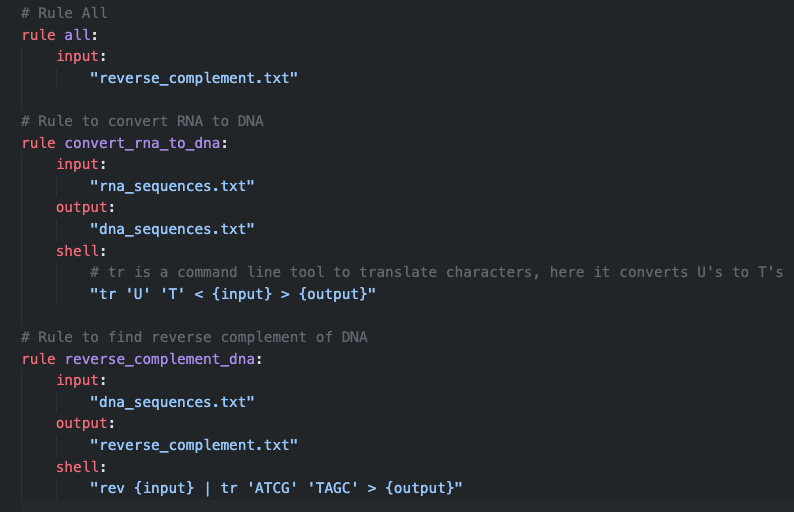 # Rule All
rule all:
    input:
        "reverse_complement.txt"

# Rule to convert RNA to DNA
rule convert_rna_to_dna:
    input:
        "rna_sequences.txt"
    output:
        "dna_sequences.txt"
    shell:
        # tr is a command line tool to translate characters, here it converts U's to T's
        "tr 'U' 'T' < {input} > {output}"

# Rule to find reverse complement of DNA
rule reverse_complement_dna:
    input:
        "dna_sequences.txt"
    output:
        "reverse_complement.txt"
    shell:
        "rev {input} | tr 'ATCG' 'TAGC' > {output}"